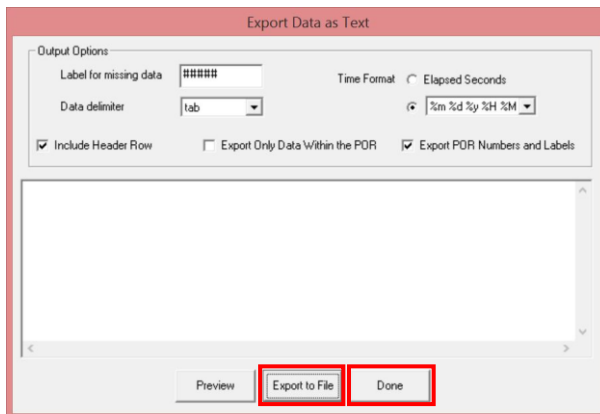 Export Data as Text
Output Options
Label for missing data #####
Time Format Elapsed Seconds
Data delimiter tab
%m %d %y %H %M
Include Header Row Export Only Data Within the POR Export POR Numbers and Labels
Preview Export to File Done